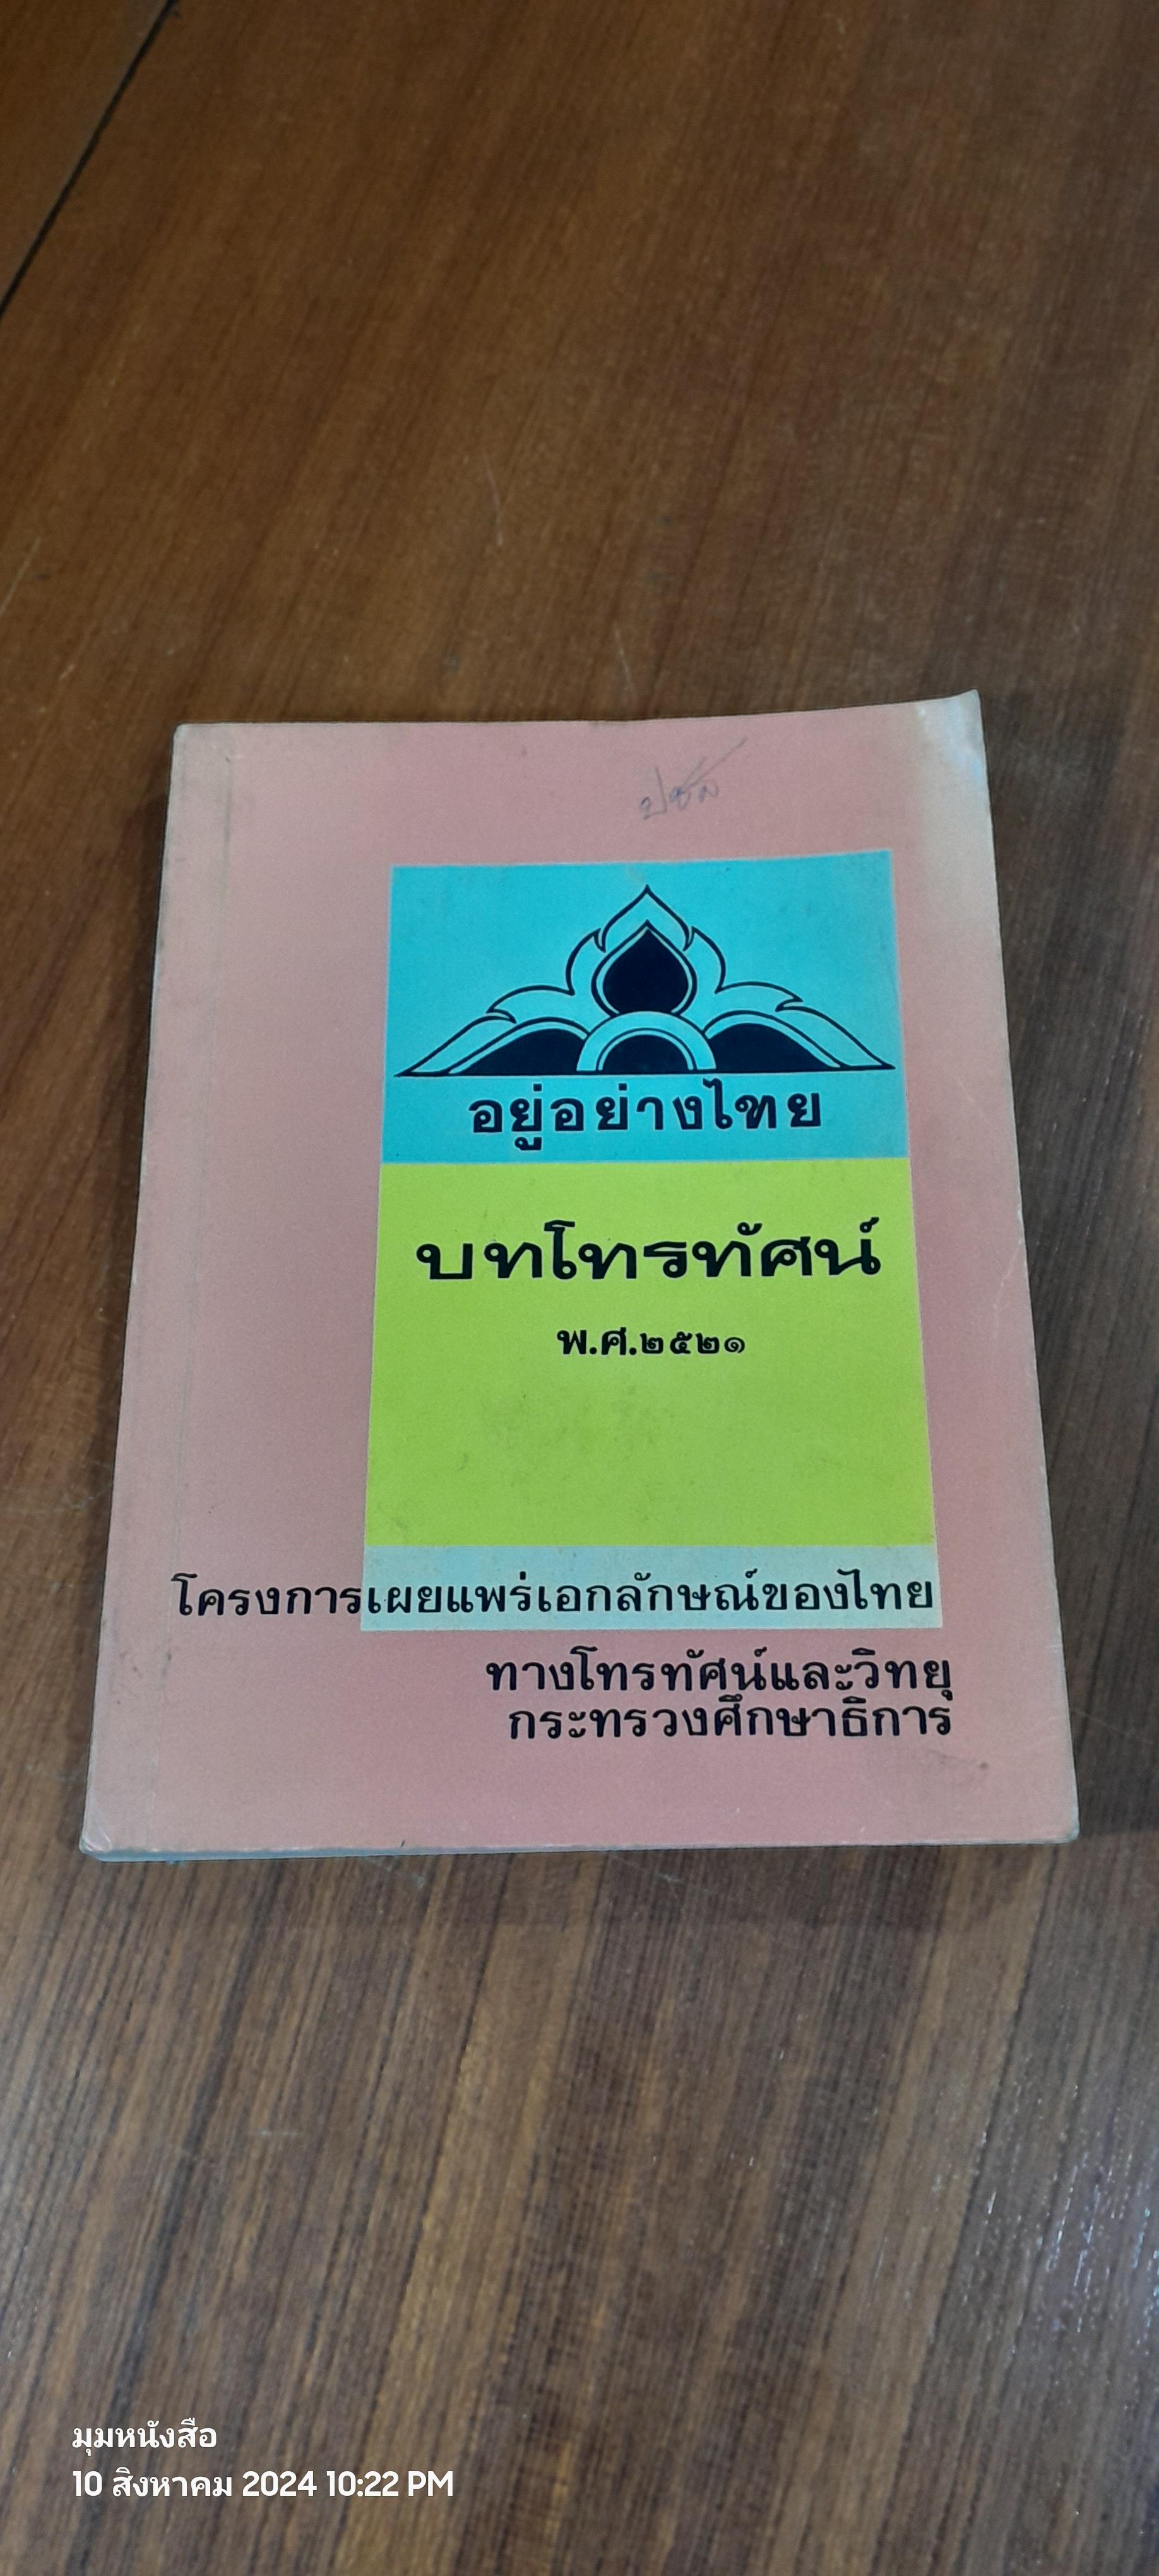 อยู่อย่างไทย
บทโทรทัศน์
พ.ศ.๒๕๒๑
โครงการเผยแพร่เอกลักษณ์ของไทย
ทางโทรทัศน์และวิทยุ
กระทรวงศึกษาธิการ
มุมหนังสือ
10 สิงหาคม 2024 10:22 PM